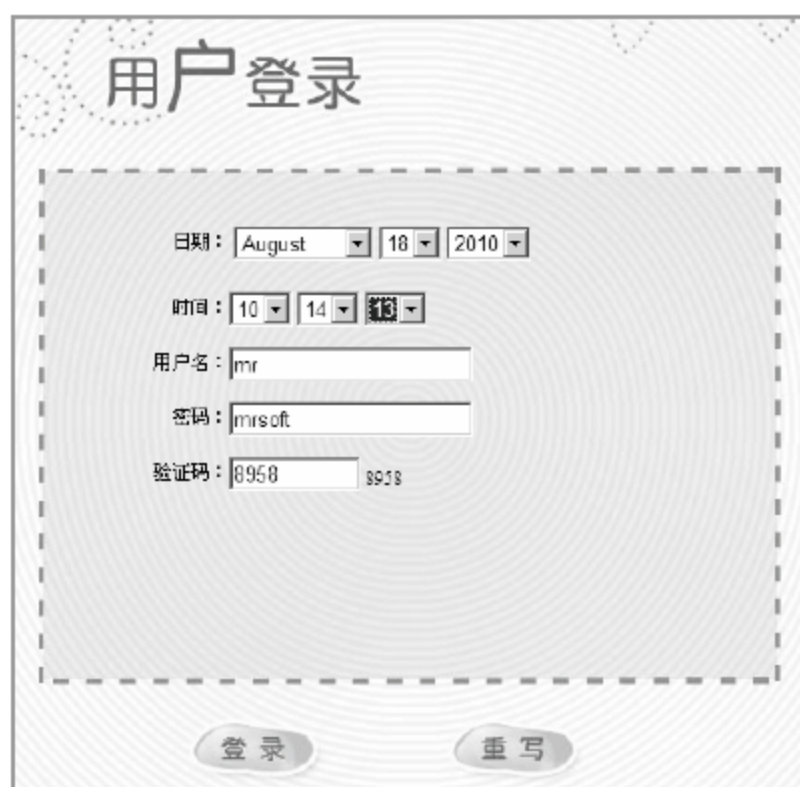 用户登录
日期： August 18 2010
时间： 10 14 13
用户名： mr
密码： mrsoft
验证码： 8958 8958
登 录 重 写